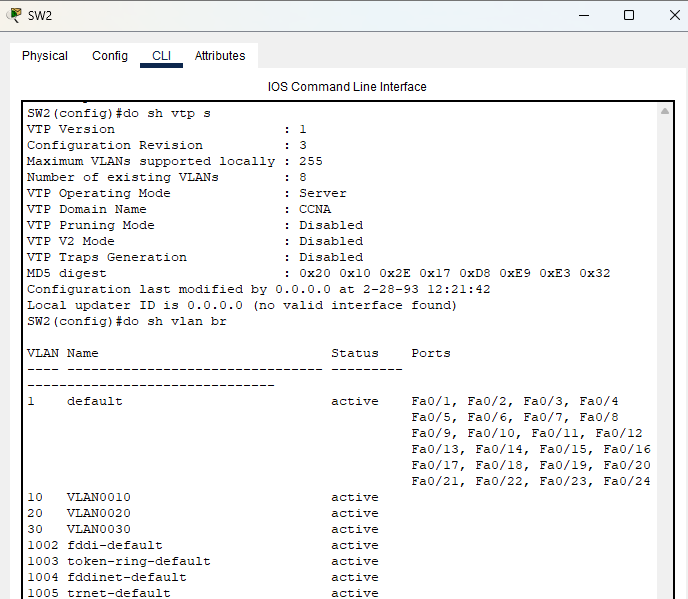 SW2
Physical Config CLI Attributes
IOS Command Line Interface
SW2(config)#do sh vtp s
VTP Version : 1
Configuration Revision : 3
Maximum VLANs supported locally : 255
Number of existing VLANs : 8
VTP Operating Mode : Server
VTP Domain Name : CCNA
VTP Pruning Mode : Disabled
VTP V2 Mode : Disabled
VTP Traps Generation : Disabled
MD5 digest : 0x20 0x10 0x2E 0x17 0xD8 0xE9 0xE3 0x32
Configuration last modified by 0.0.0.0 at 2-28-93 12:21:42
Local updater ID is 0.0.0.0 (no valid interface found)
SW2(config)#do sh vlan br
VLAN Name Status Ports
---- -------------------------------- ---------
-------------------------------
1 default active Fa0/1, Fa0/2, Fa0/3, Fa0/4
Fa0/5, Fa0/6, Fa0/7, Fa0/8
Fa0/9, Fa0/10, Fa0/11, Fa0/12
Fa0/13, Fa0/14, Fa0/15, Fa0/16
Fa0/17, Fa0/18, Fa0/19, Fa0/20
Fa0/21, Fa0/22, Fa0/23, Fa0/24
10 VLAN0010 active
20 VLAN0020 active
30 VLAN0030 active
1002 fddi-default active
1003 token-ring-default active
1004 fddinet-default active
1005 trnet-default active